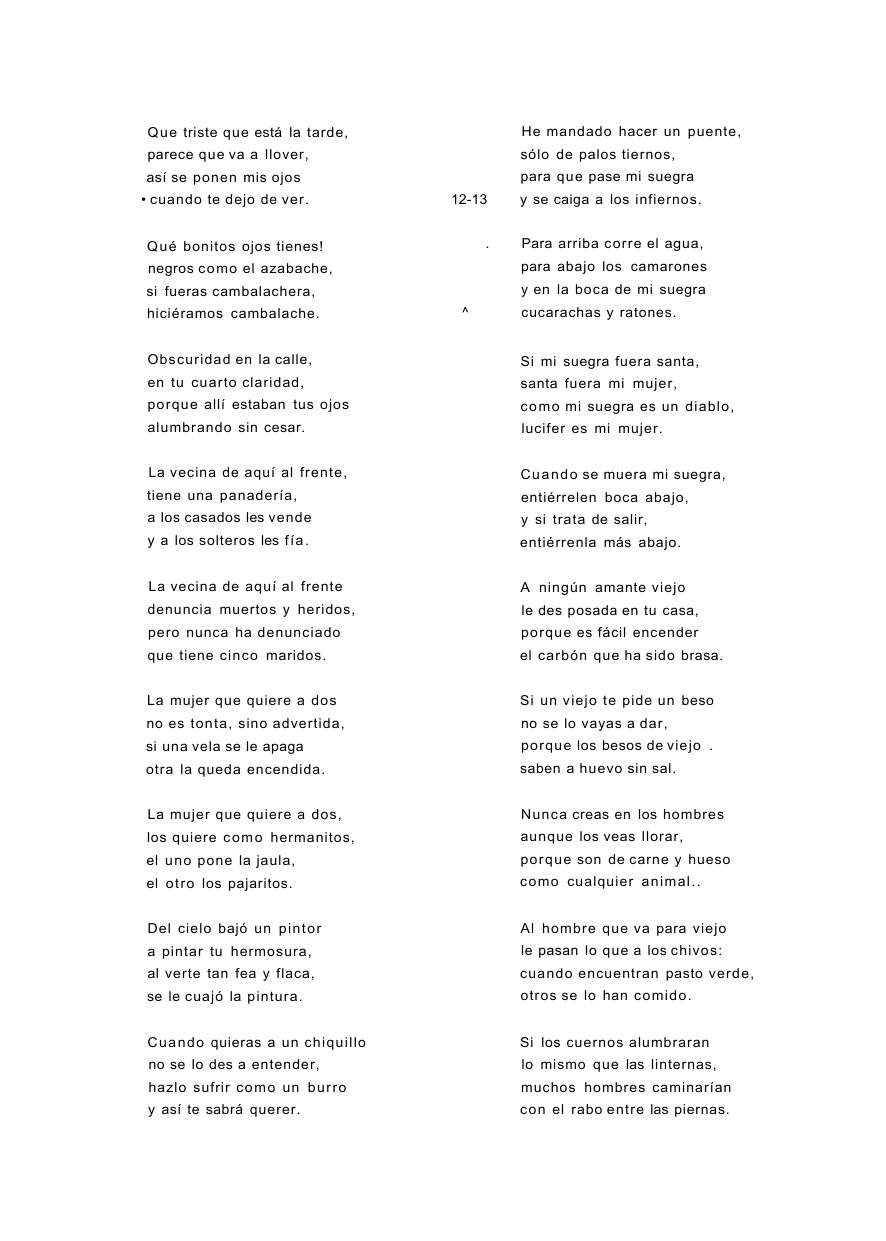 Que triste que está la tarde,
parece que va a llover,
así se ponen mis ojos
• cuando te dejo de ver.

Qué bonitos ojos tienes!
negros como el azabache,
si fueras cambalachera,
hiciéramos cambalache.

Obscuridad en la calle,
en tu cuarto claridad,
porque allí estaban tus ojos
alumbrando sin cesar.

La vecina de aquí al frente,
tiene una panadería,
a los casados les vende
y a los solteros les fía.

La vecina de aquí al frente
denuncia muertos y heridos,
pero nunca ha denunciado
que tiene cinco maridos.

La mujer que quiere a dos
no es tonta, sino advertida,
si una vela se le apaga
otra la queda encendida.

La mujer que quiere a dos,
los quiere como hermanitos,
el uno pone la jaula,
el otro los pajaritos.

Del cielo bajó un pintor
a pintar tu hermosura,
al verte tan fea y flaca,
se le cuajó la pintura.

Cuando quieras a un chiquillo
no se lo des a entender,
hazlo sufrir como un burro
y así te sabrá querer.

12-13
.
^

He mandado hacer un puente,
sólo de palos tiernos,
para que pase mi suegra
y se caiga a los infiernos.

Para arriba corre el agua,
para abajo los camarones
y en la boca de mi suegra
cucarachas y ratones.

Si mi suegra fuera santa,
santa fuera mi mujer,
como mi suegra es un diablo,
lucifer es mi mujer.

Cuando se muera mi suegra,
entiérrelen boca abajo,
y si trata de salir,
entiérrenla más abajo.

A ningún amante viejo
le des posada en tu casa,
porque es fácil encender
el carbón que ha sido brasa.

Si un viejo te pide un beso
no se lo vayas a dar,
porque los besos de viejo .
saben a huevo sin sal.

Nunca creas en los hombres
aunque los veas llorar,
porque son de carne y hueso
como cualquier animal..

Al hombre que va para viejo
le pasan lo que a los chivos:
cuando encuentran pasto verde,
otros se lo han comido.

Si los cuernos alumbraran
lo mismo que las linternas,
muchos hombres caminarían
con el rabo entre las piernas.